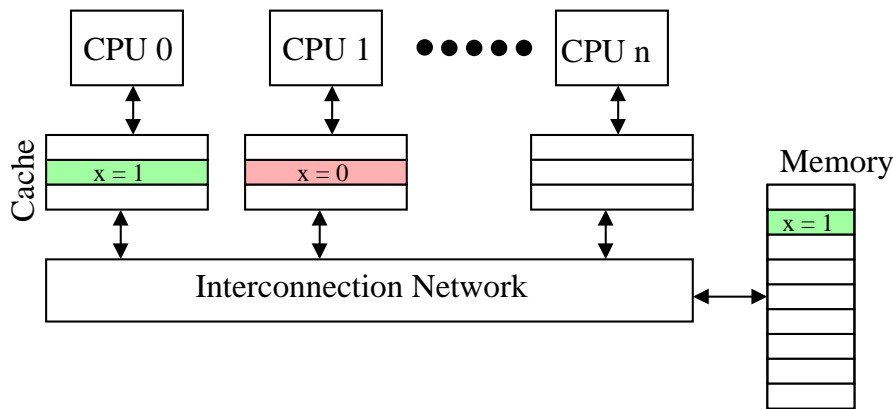 CPU 0
CPU 1
CPU n
Cache
x = 1
x = 0
Memory
x = 1
Interconnection Network